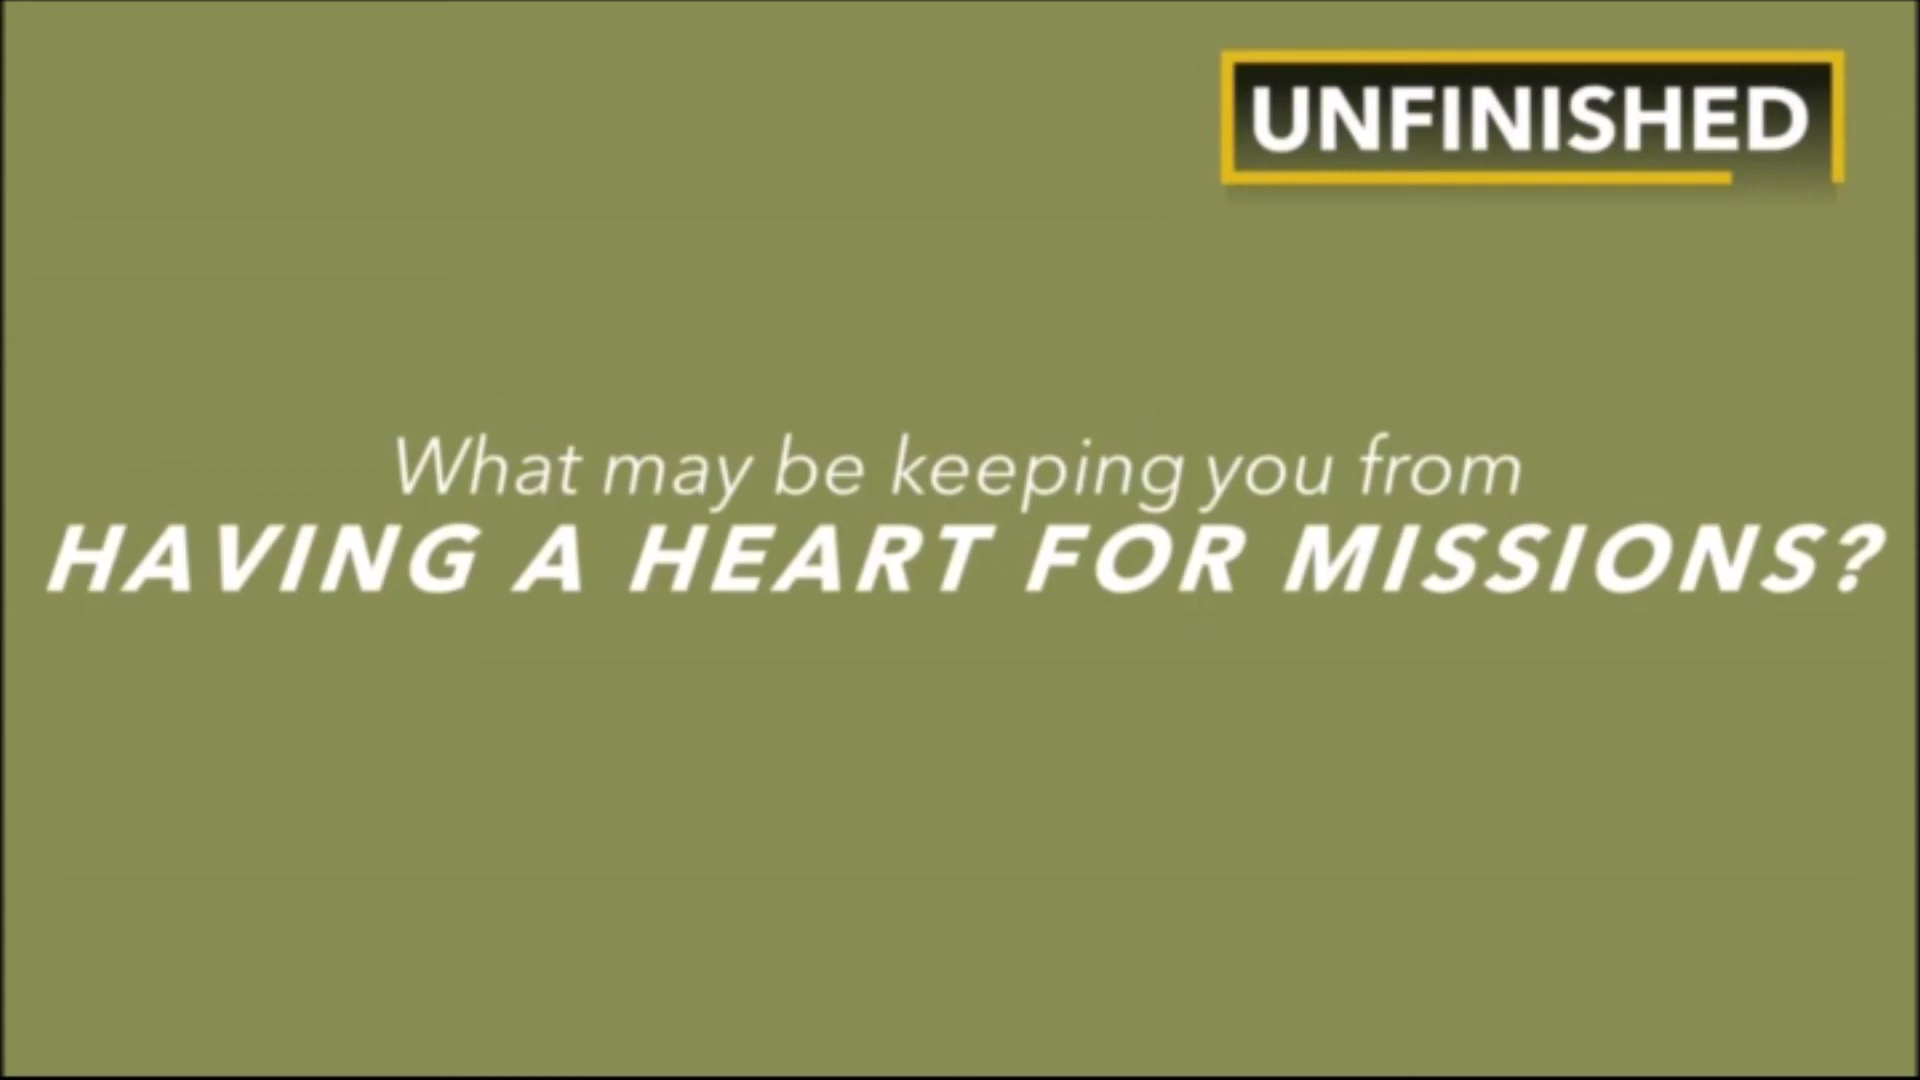 UNFINISHED
What may be keeping you from
HAVING A HEART FOR MISSIONS?